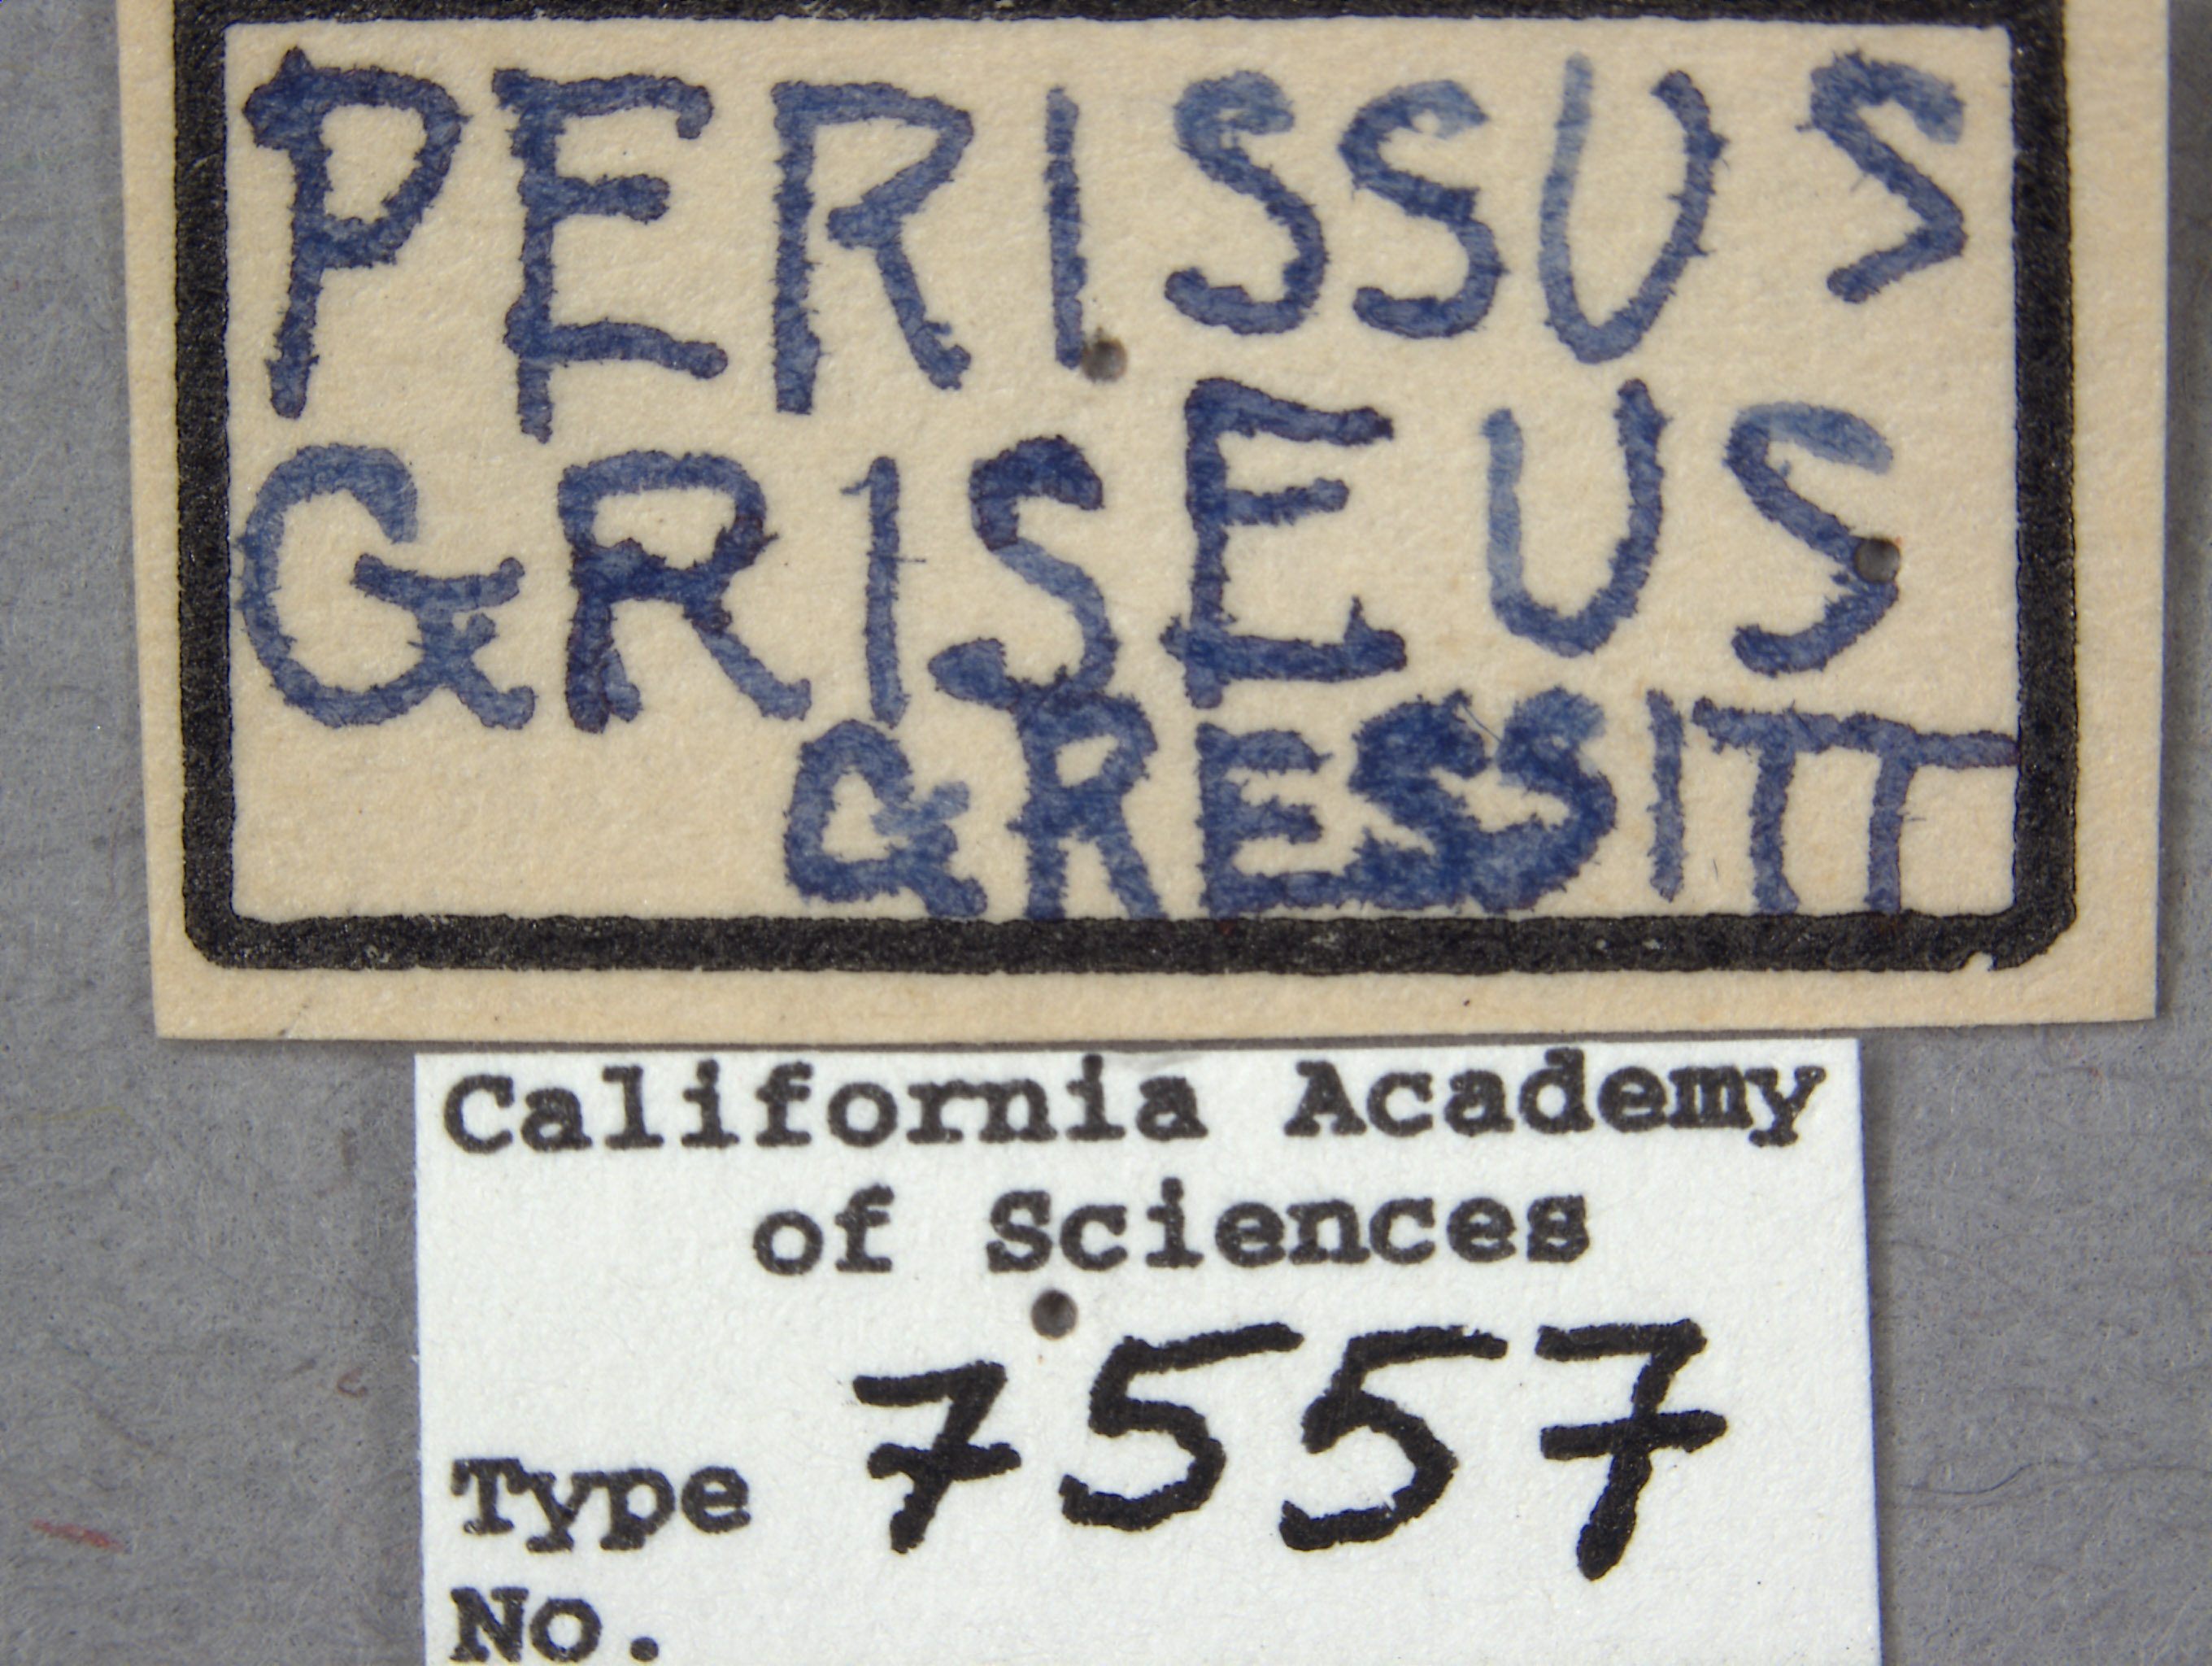 PERISSUS
GRISEUS
GRESSITT
California Academy
of Sciences
Type 7557
No.